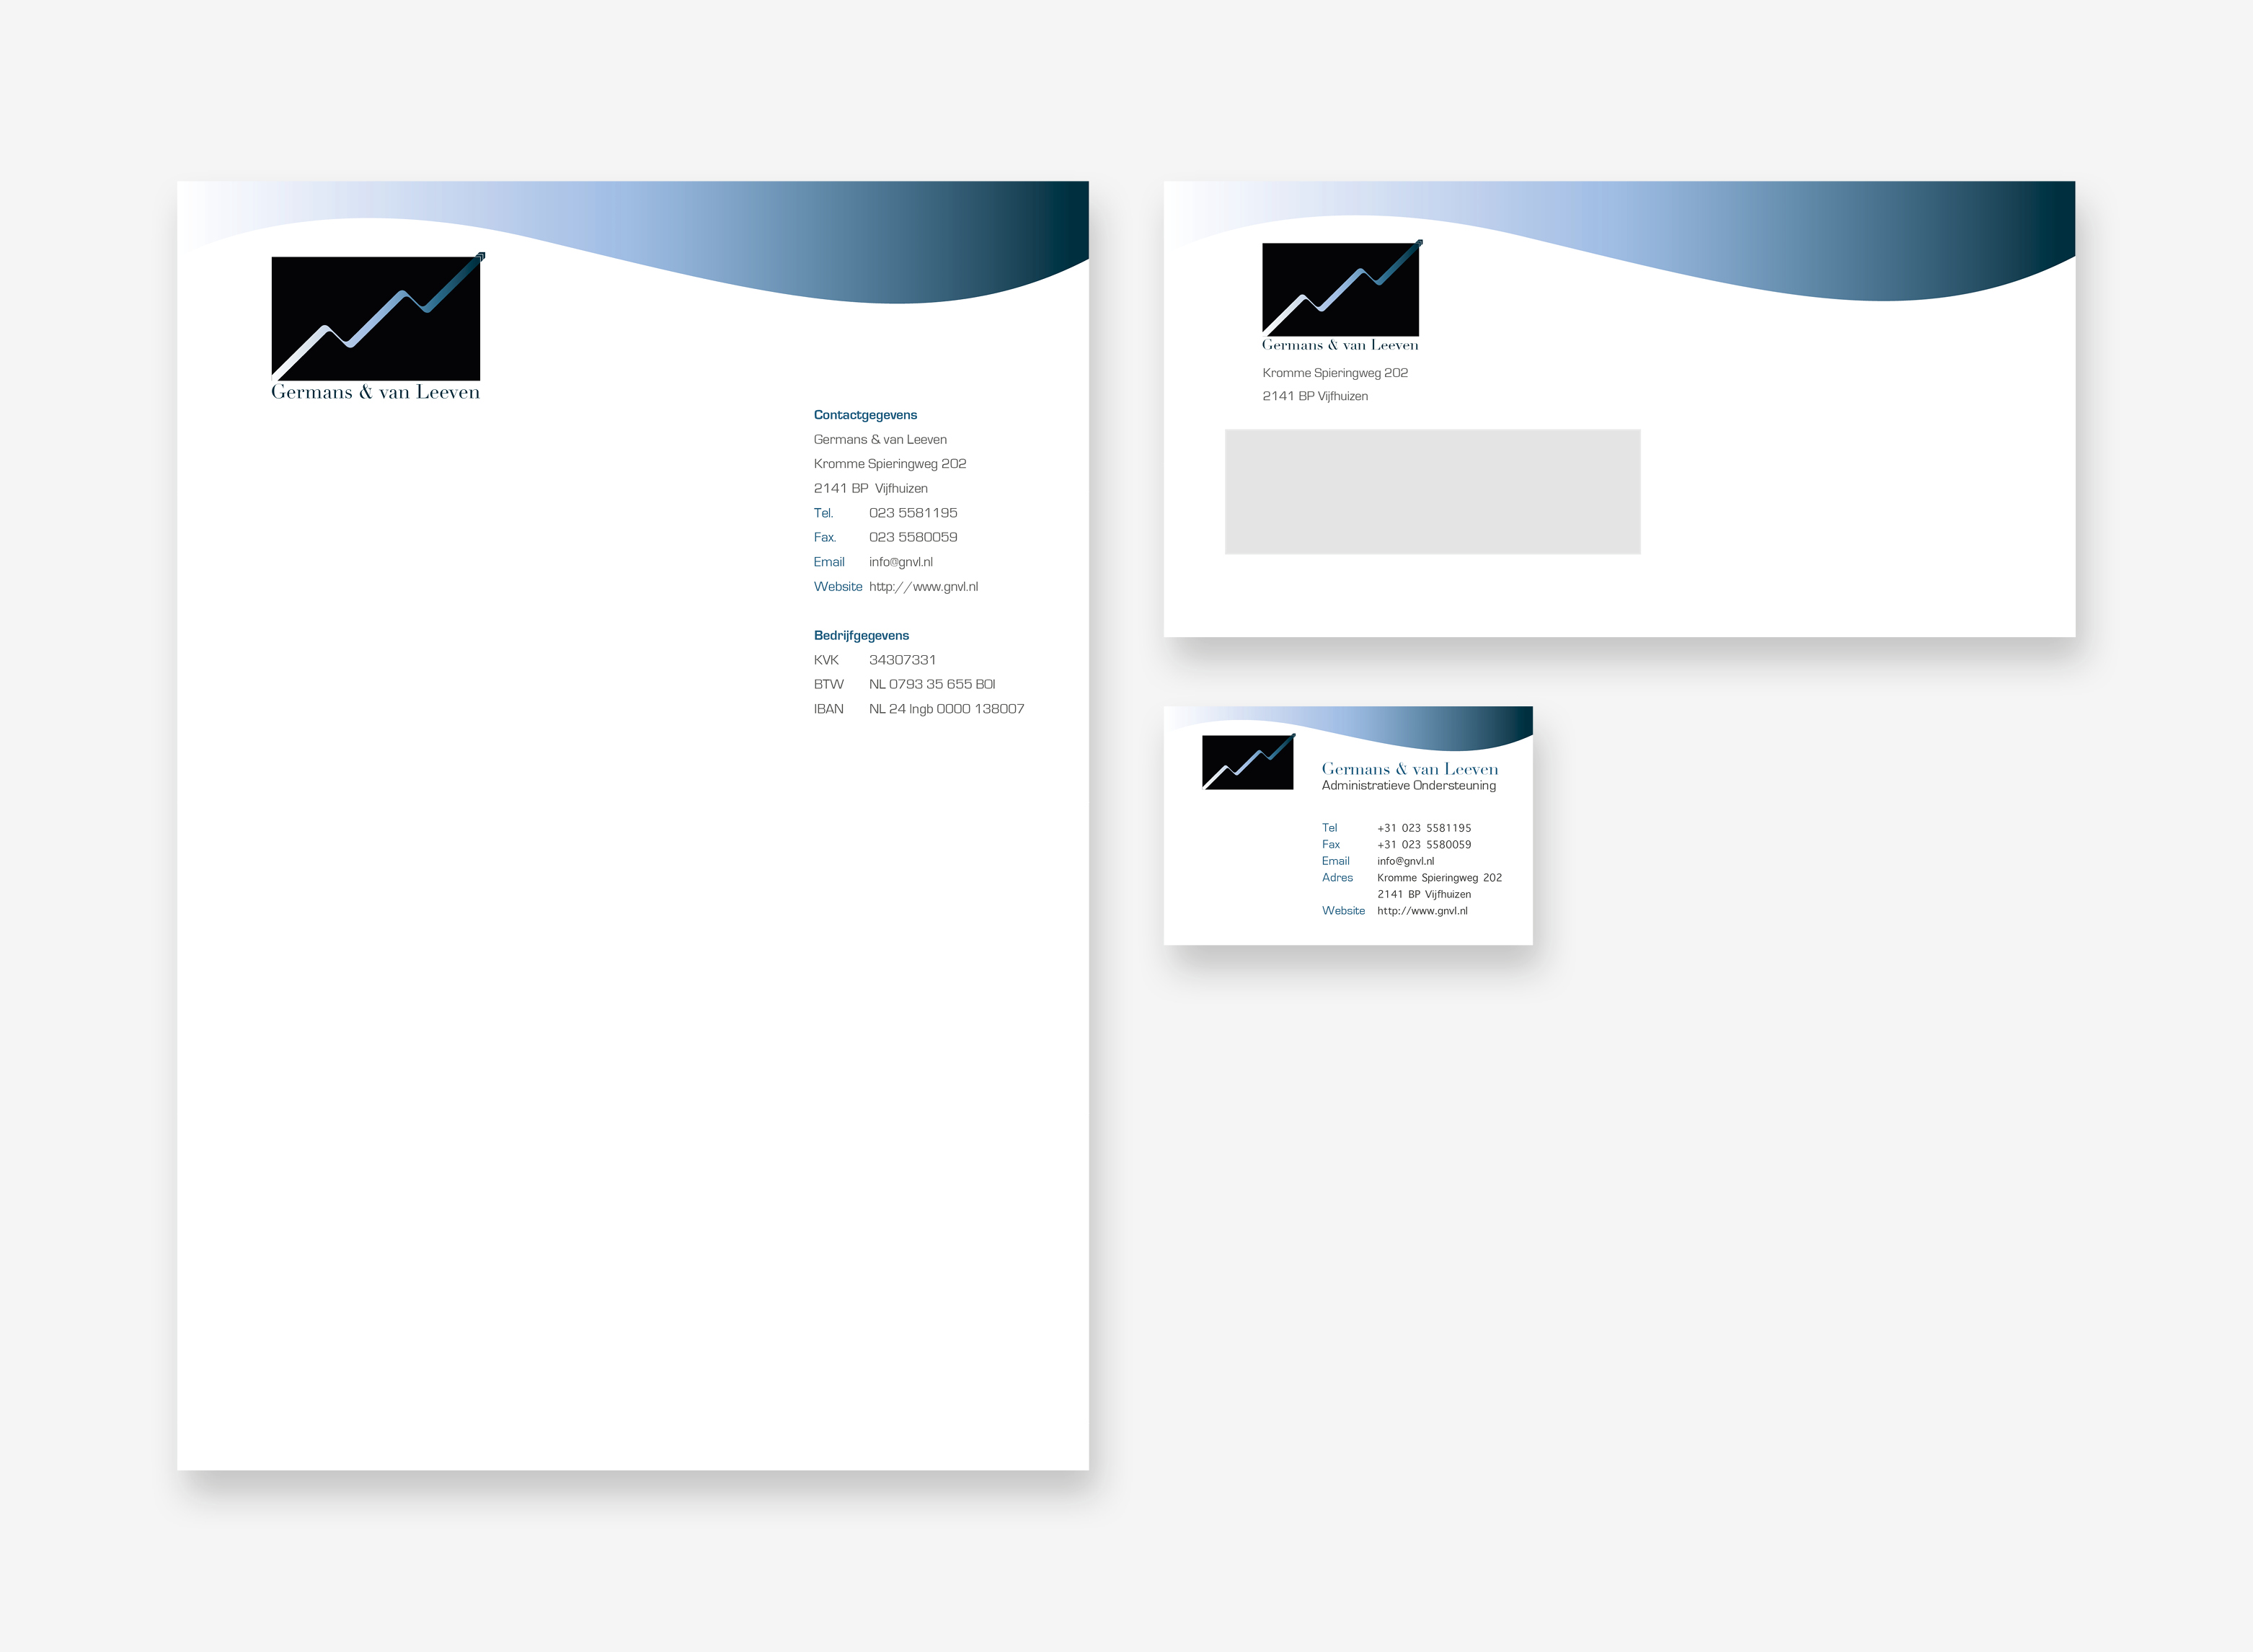 Germans & van Leeven
Contactgegevens
Germans & van Leeven
Kromme Spieringweg 202
2141 BP Vijfhuizen
Tel. 023 5581195
Fax. 023 5580059
Email info@gnvl.nl
Website http://www.gnvl.nl
Bedrijfgegevens
KVK 34307331
BTW NL 0793 35 655 BOI
IBAN NL 24 Ingb 0000 138007
Germans & van Leeven
Kromme Spieringweg 202
2141 BP Vijfhuizen
Germans & van Leeven
Administratieve Ondersteuning
Tel +31 023 5581195
Fax +31 023 5580059
Email info@gnvl.nl
Adres Kromme Spieringweg 202
2141 BP Vijfhuizen
Website http://www.gnvl.nl